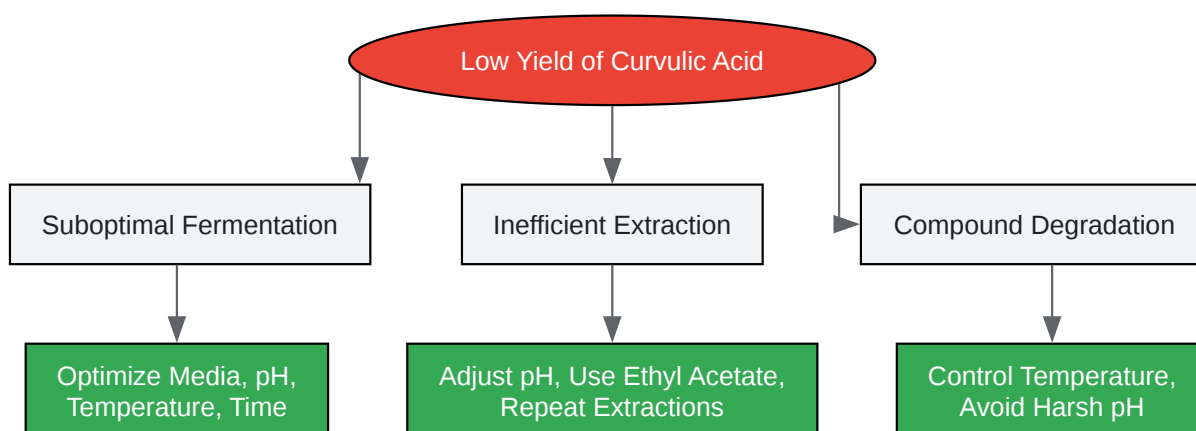 Low Yield of Curvulic Acid
Suboptimal Fermentation
Inefficient Extraction
Compound Degradation
Optimize Media, pH,
Temperature, Time
Adjust pH, Use Ethyl Acetate,
Repeat Extractions
Control Temperature,
Avoid Harsh pH